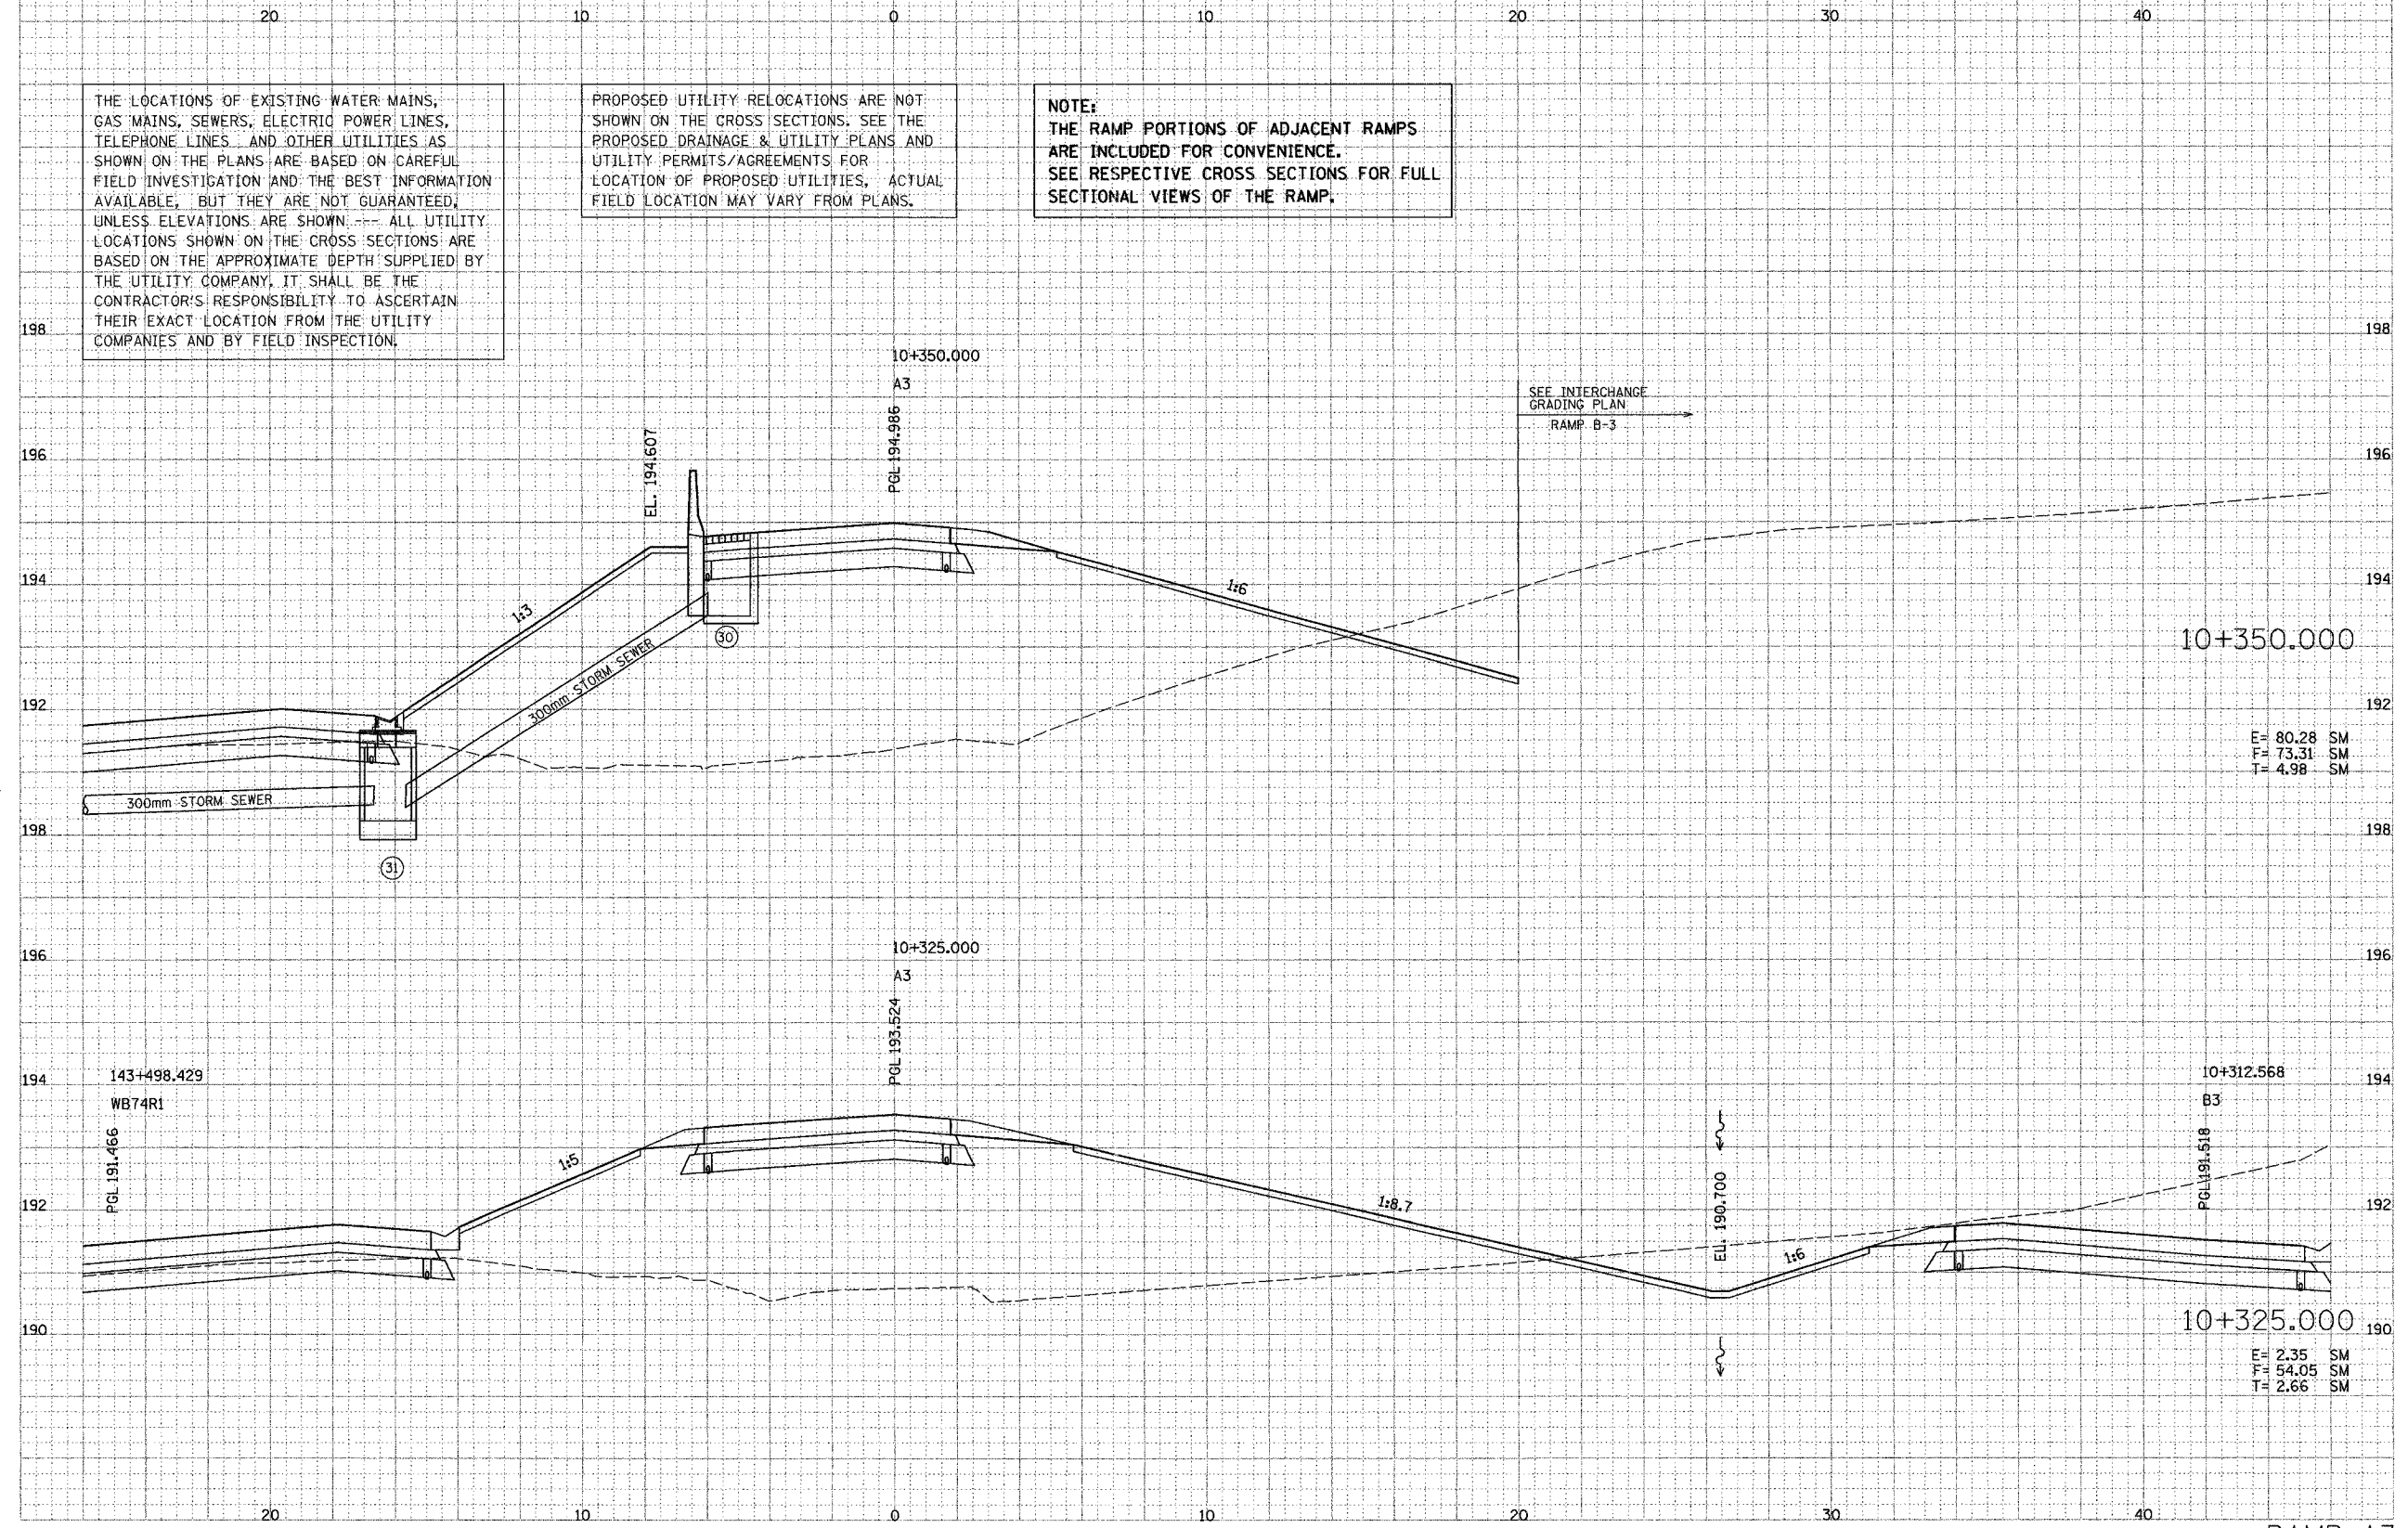 20 10 0 10 20 30 40
THE LOCATIONS OF EXISTING WATER MAINS,
GAS MAINS, SEWERS, ELECTRIC POWER LINES,
TELEPHONE LINES AND OTHER UTILITIES AS
SHOWN ON THE PLANS ARE BASED ON CAREFUL
FIELD INVESTIGATION AND THE BEST INFORMATION
AVAILABLE, BUT THEY ARE NOT GUARANTEED,
UNLESS ELEVATIONS ARE SHOWN --- ALL UTILITY
LOCATIONS SHOWN ON THE CROSS SECTIONS ARE
BASED ON THE APPROXIMATE DEPTH SUPPLIED BY
THE UTILITY COMPANY. IT SHALL BE THE
CONTRACTOR'S RESPONSIBILITY TO ASCERTAIN
THEIR EXACT LOCATION FROM THE UTILITY
COMPANIES AND BY FIELD INSPECTION.
PROPOSED UTILITY RELOCATIONS ARE NOT
SHOWN ON THE CROSS SECTIONS. SEE THE
PROPOSED DRAINAGE & UTILITY PLANS AND
UTILITY PERMITS/AGREEMENTS FOR
LOCATION OF PROPOSED UTILITIES, ACTUAL
FIELD LOCATION MAY VARY FROM PLANS.
NOTE:
THE RAMP PORTIONS OF ADJACENT RAMPS
ARE INCLUDED FOR CONVENIENCE.
SEE RESPECTIVE CROSS SECTIONS FOR FULL
SECTIONAL VIEWS OF THE RAMP.
198 198
10+350.000
A3
PGL 194.986
EL. 194.607
SEE INTERCHANGE
GRADING PLAN
RAMP B-3
196 196
194 194
1:3
1:6
30
300mm STORM SEWER
10+350.000
192 192
E= 80.28 SM
F= 73.31 SM
T= 4.98 SM
300mm STORM SEWER
198 198
31
10+325.000
A3
PGL 193.524
196 196
194 194
143+498.429
WB74R1
PGL 191.466
10+312.568
B3
PGL 191.518
1:5
1:8.7
EL. 190.700
1:6
192 192
190 190
10+325.000
E= 2.35 SM
F= 54.05 SM
T= 2.66 SM
20 10 0 10 20 30 40